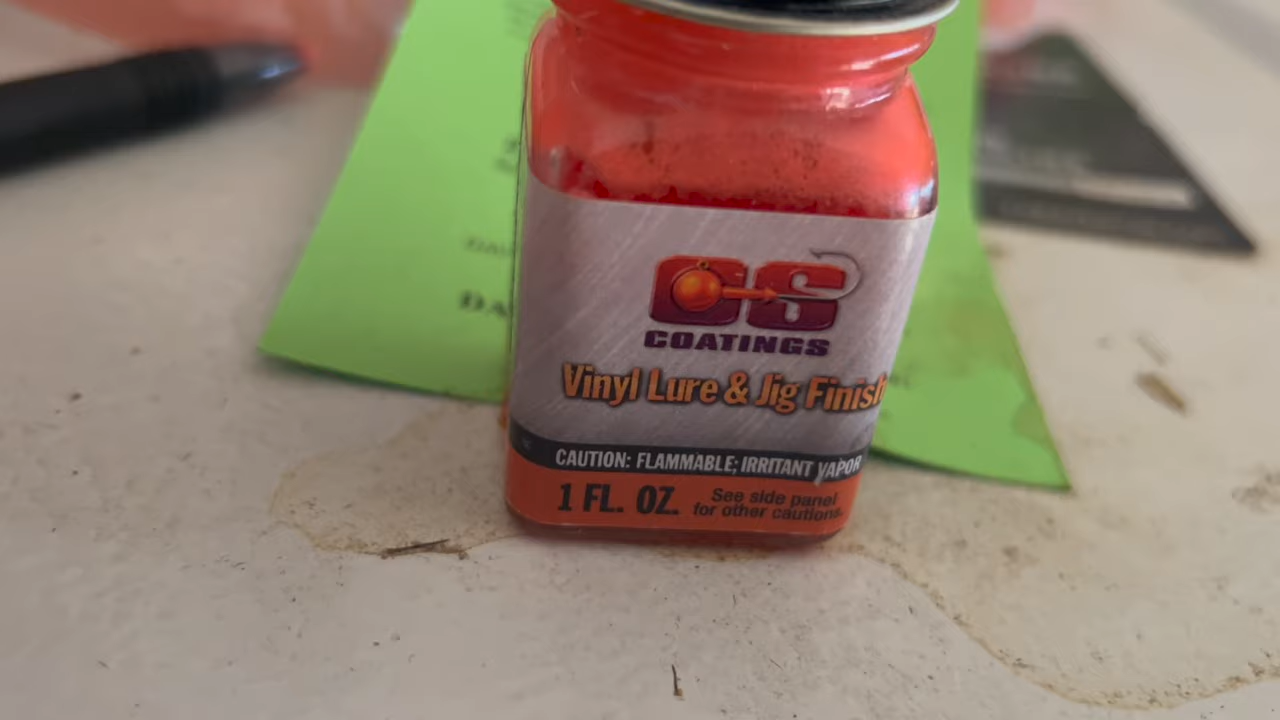 CS
COATINGS
Vinyl Lure & Jig Finish
CAUTION: FLAMMABLE; IRRITANT VAPOR
1 FL. OZ.
See side panel
for other cautions.
DA